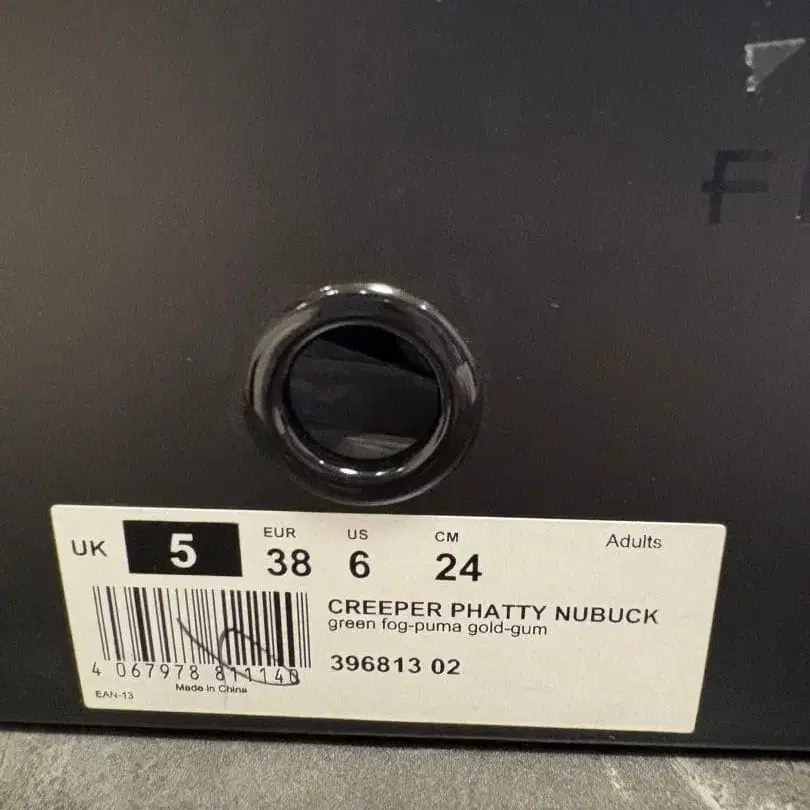 F
UK 5 EUR 38 US 6 CM 24 Adults
CREEPER PHATTY NUBUCK
green fog-puma gold-gum
396813 02
4 067978 811140
EAN-13 Made in China